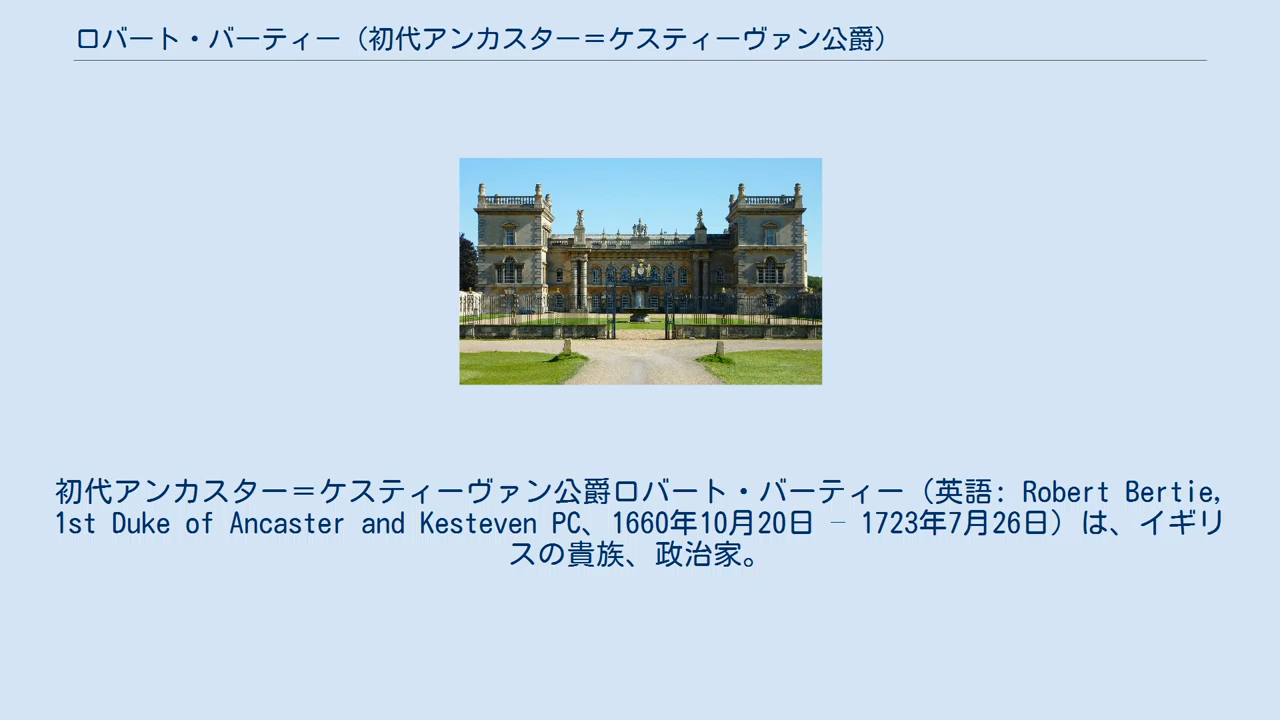 ロバート・バーティー（初代アンカスター＝ケスティーヴァン公爵）
初代アンカスター＝ケスティーヴァン公爵ロバート・バーティー（英語: Robert Bertie,
1st Duke of Ancaster and Kesteven PC、1660年10月20日 – 1723年7月26日）は、イギリ
スの貴族、政治家。